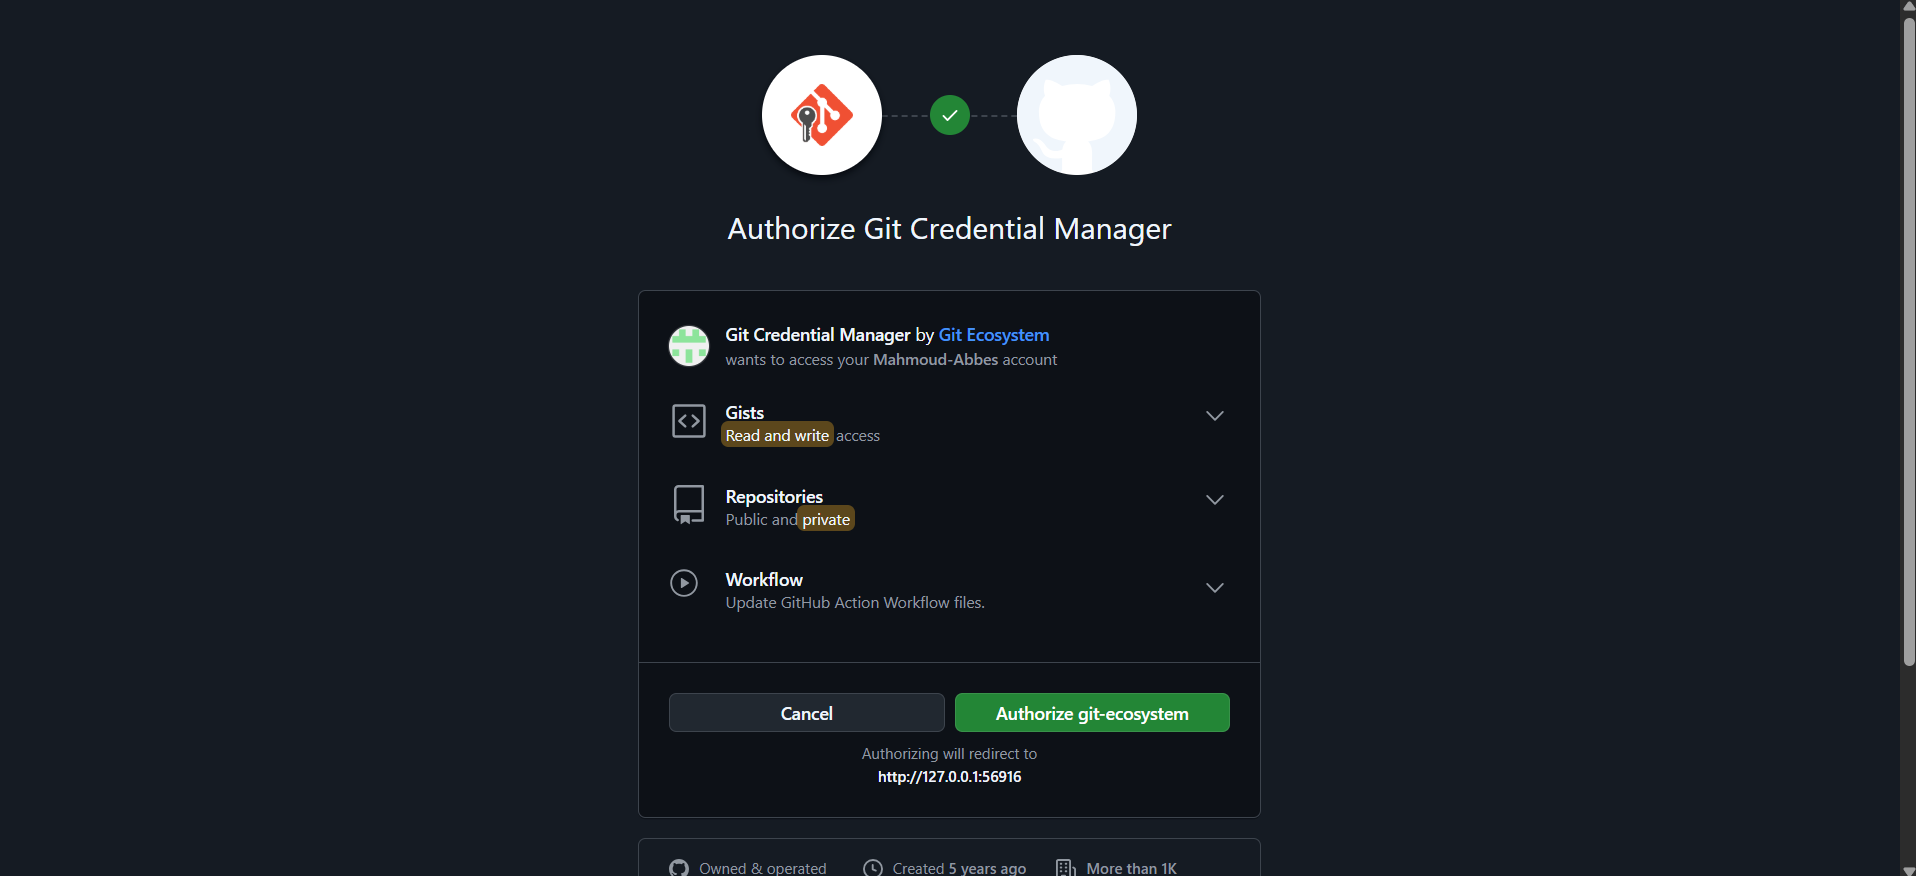 Authorize Git Credential Manager
Git Credential Manager by Git Ecosystem
wants to access your Mahmoud-Abbes account
Gists
Read and write access
Repositories
Public and private
Workflow
Update GitHub Action Workflow files.
Cancel
Authorize git-ecosystem
Authorizing will redirect to
http://127.0.0.1:56916
Owned & operated
Created 5 years ago
More than 1K